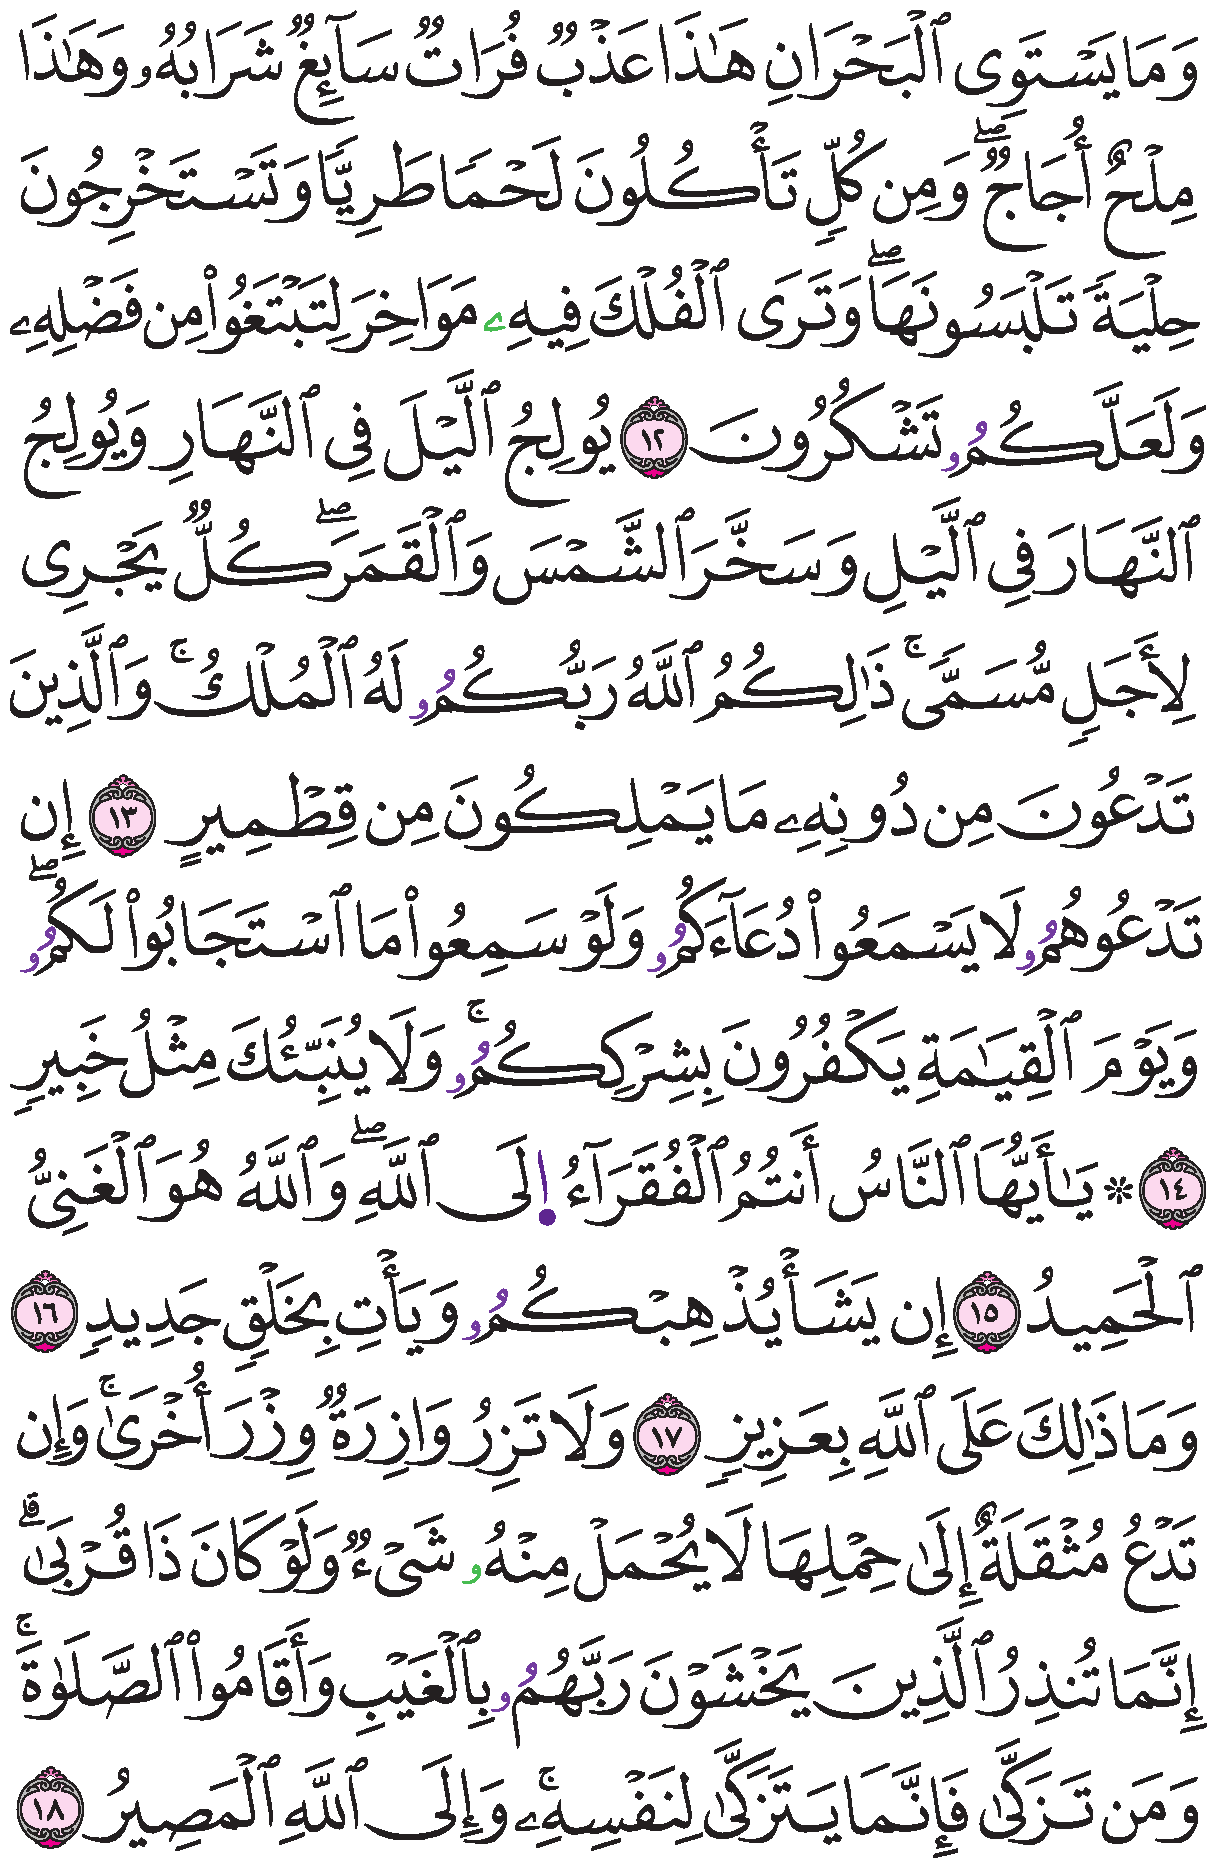 وَمَا يَسْتَوِى ٱلْبَحْرَانِ هَـٰذَا عَذْبٌ فُرَاتٌ سَآئِغٌ شَرَابُهُۥ وَهَـٰذَا
مِلْحٌ أُجَاجٌۖ وَمِن كُلٍّ تَأْكُلُونَ لَحْمًا طَرِيًّا وَتَسْتَخْرِجُونَ
حِلْيَةً تَلْبَسُونَهَاۖ وَتَرَى ٱلْفُلْكَ فِيهِۦ مَوَاخِرَ لِتَبْتَغُوا۟ مِن فَضْلِهِۦ
وَلَعَلَّكُمُۥ تَشْكُرُونَ ١٢ يُولِجُ ٱلَّيْلَ فِى ٱلنَّهَارِ وَيُولِجُ
ٱلنَّهَارَ فِى ٱلَّيْلِ وَسَخَّرَ ٱلشَّمْسَ وَٱلْقَمَرَۖ كُلٌّ يَجْرِى
لِأَجَلٍ مُّسَمًّىۚ ذَٰلِكُمُ ٱللَّهُ رَبُّكُمُۥ لَهُ ٱلْمُلْكُۚ وَٱلَّذِينَ
تَدْعُونَ مِن دُونِهِۦ مَا يَمْلِكُونَ مِن قِطْمِيرٍ ١٣ إِن
تَدْعُوهُمُۥ لَا يَسْمَعُوا۟ دُعَآءَكُمُۥ وَلَوْ سَمِعُوا۟ مَا ٱسْتَجَابُوا۟ لَكُمُۥۖ
وَيَوْمَ ٱلْقِيَـٰمَةِ يَكْفُرُونَ بِشِرْكِكُمُۥۚ وَلَا يُنَبِّئُكَ مِثْلُ خَبِيرٍ
١٤ ۞ يَـٰٓأَيُّهَا ٱلنَّاسُ أَنتُمُ ٱلْفُقَرَآءُ ا۪لَى ٱللَّهِۖ وَٱللَّهُ هُوَ ٱلْغَنِىُّ
ٱلْحَمِيدُ ١٥ إِن يَشَأْ يُذْهِبْكُمُۥ وَيَأْتِ بِخَلْقٍ جَدِيدٍ ١٦
وَمَا ذَٰلِكَ عَلَى ٱللَّهِ بِعَزِيزٍ ١٧ وَلَا تَزِرُ وَازِرَةٌ وِزْرَ أُخْرَىٰۚ وَإِن
تَدْعُ مُثْقَلَةٌ إِلَىٰ حِمْلِهَا لَا يُحْمَلْ مِنْهُۥ شَىْءٌ وَلَوْ كَانَ ذَا قُرْبَىٰٓۗ
إِنَّمَا تُنذِرُ ٱلَّذِينَ يَخْشَوْنَ رَبَّهُمُۥ بِٱلْغَيْبِ وَأَقَامُوا۟ ٱلصَّلَوٰةَۚ
وَمَن تَزَكَّىٰ فَإِنَّمَا يَتَزَكَّىٰ لِنَفْسِهِۦۚ وَإِلَى ٱللَّهِ ٱلْمَصِيرُ ١٨